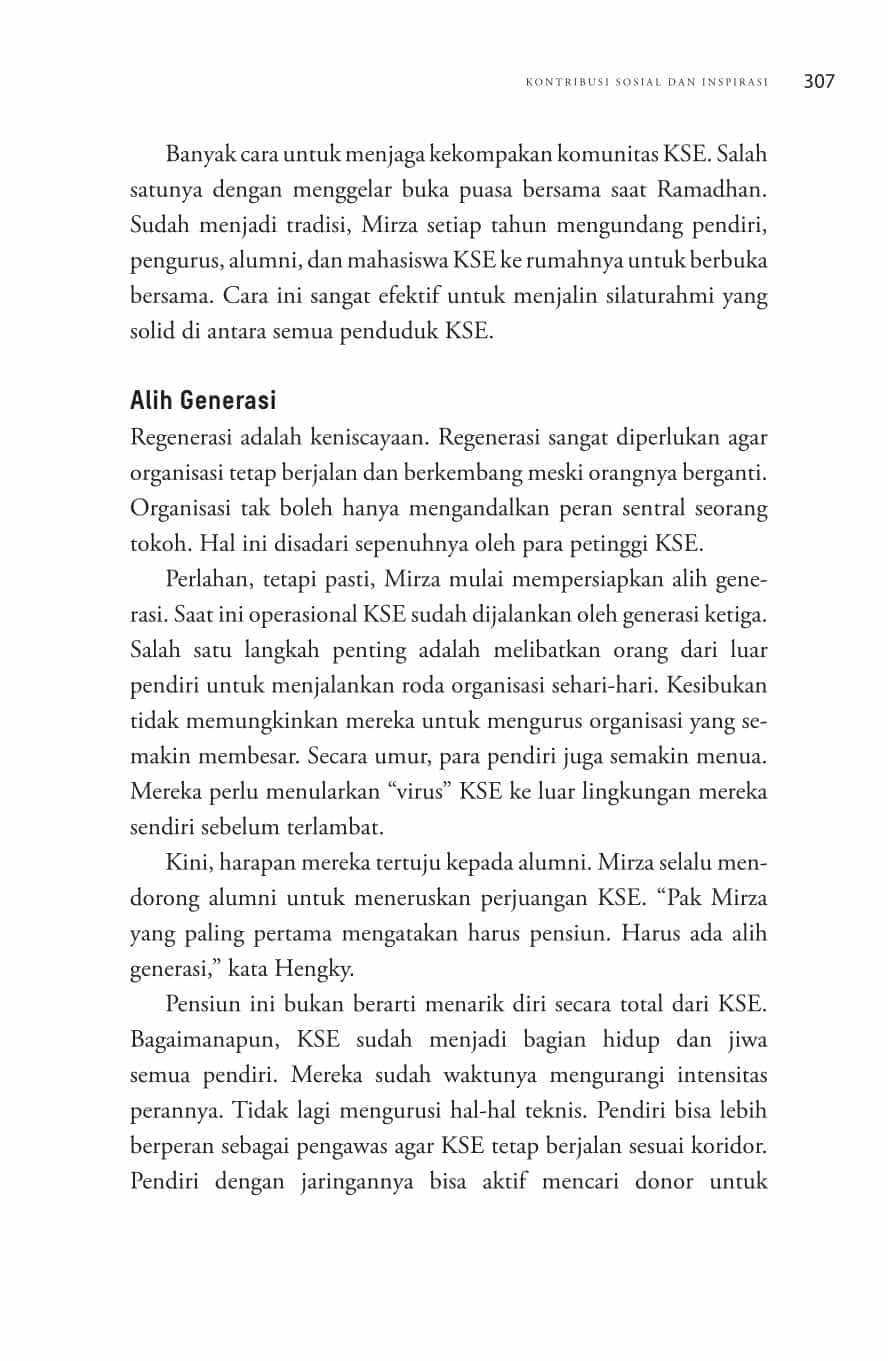 KONTRIBUSI SOSIAL DAN INSPIRASI 307
Banyak cara untuk menjaga kekompakan komunitas KSE. Salah
satunya dengan menggelar buka puasa bersama saat Ramadhan.
Sudah menjadi tradisi, Mirza setiap tahun mengundang pendiri,
pengurus, alumni, dan mahasiswa KSE ke rumahnya untuk berbuka
bersama. Cara ini sangat efektif untuk menjalin silaturahmi yang
solid di antara semua penduduk KSE.
Alih Generasi
Regenerasi adalah keniscayaan. Regenerasi sangat diperlukan agar
organisasi tetap berjalan dan berkembang meski orangnya berganti.
Organisasi tak boleh hanya mengandalkan peran sentral seorang
tokoh. Hal ini disadari sepenuhnya oleh para petinggi KSE.
Perlahan, tetapi pasti, Mirza mulai mempersiapkan alih gene-
rasi. Saat ini operasional KSE sudah dijalankan oleh generasi ketiga.
Salah satu langkah penting adalah melibatkan orang dari luar
pendiri untuk menjalankan roda organisasi sehari-hari. Kesibukan
tidak memungkinkan mereka untuk mengurus organisasi yang se-
makin membesar. Secara umur, para pendiri juga semakin menua.
Mereka perlu menularkan “virus” KSE ke luar lingkungan mereka
sendiri sebelum terlambat.
Kini, harapan mereka tertuju kepada alumni. Mirza selalu men-
dorong alumni untuk meneruskan perjuangan KSE. “Pak Mirza
yang paling pertama mengatakan harus pensiun. Harus ada alih
generasi,” kata Hengky.
Pensiun ini bukan berarti menarik diri secara total dari KSE.
Bagaimanapun, KSE sudah menjadi bagian hidup dan jiwa
semua pendiri. Mereka sudah waktunya mengurangi intensitas
perannya. Tidak lagi mengurusi hal-hal teknis. Pendiri bisa lebih
berperan sebagai pengawas agar KSE tetap berjalan sesuai koridor.
Pendiri dengan jaringannya bisa aktif mencari donor untuk